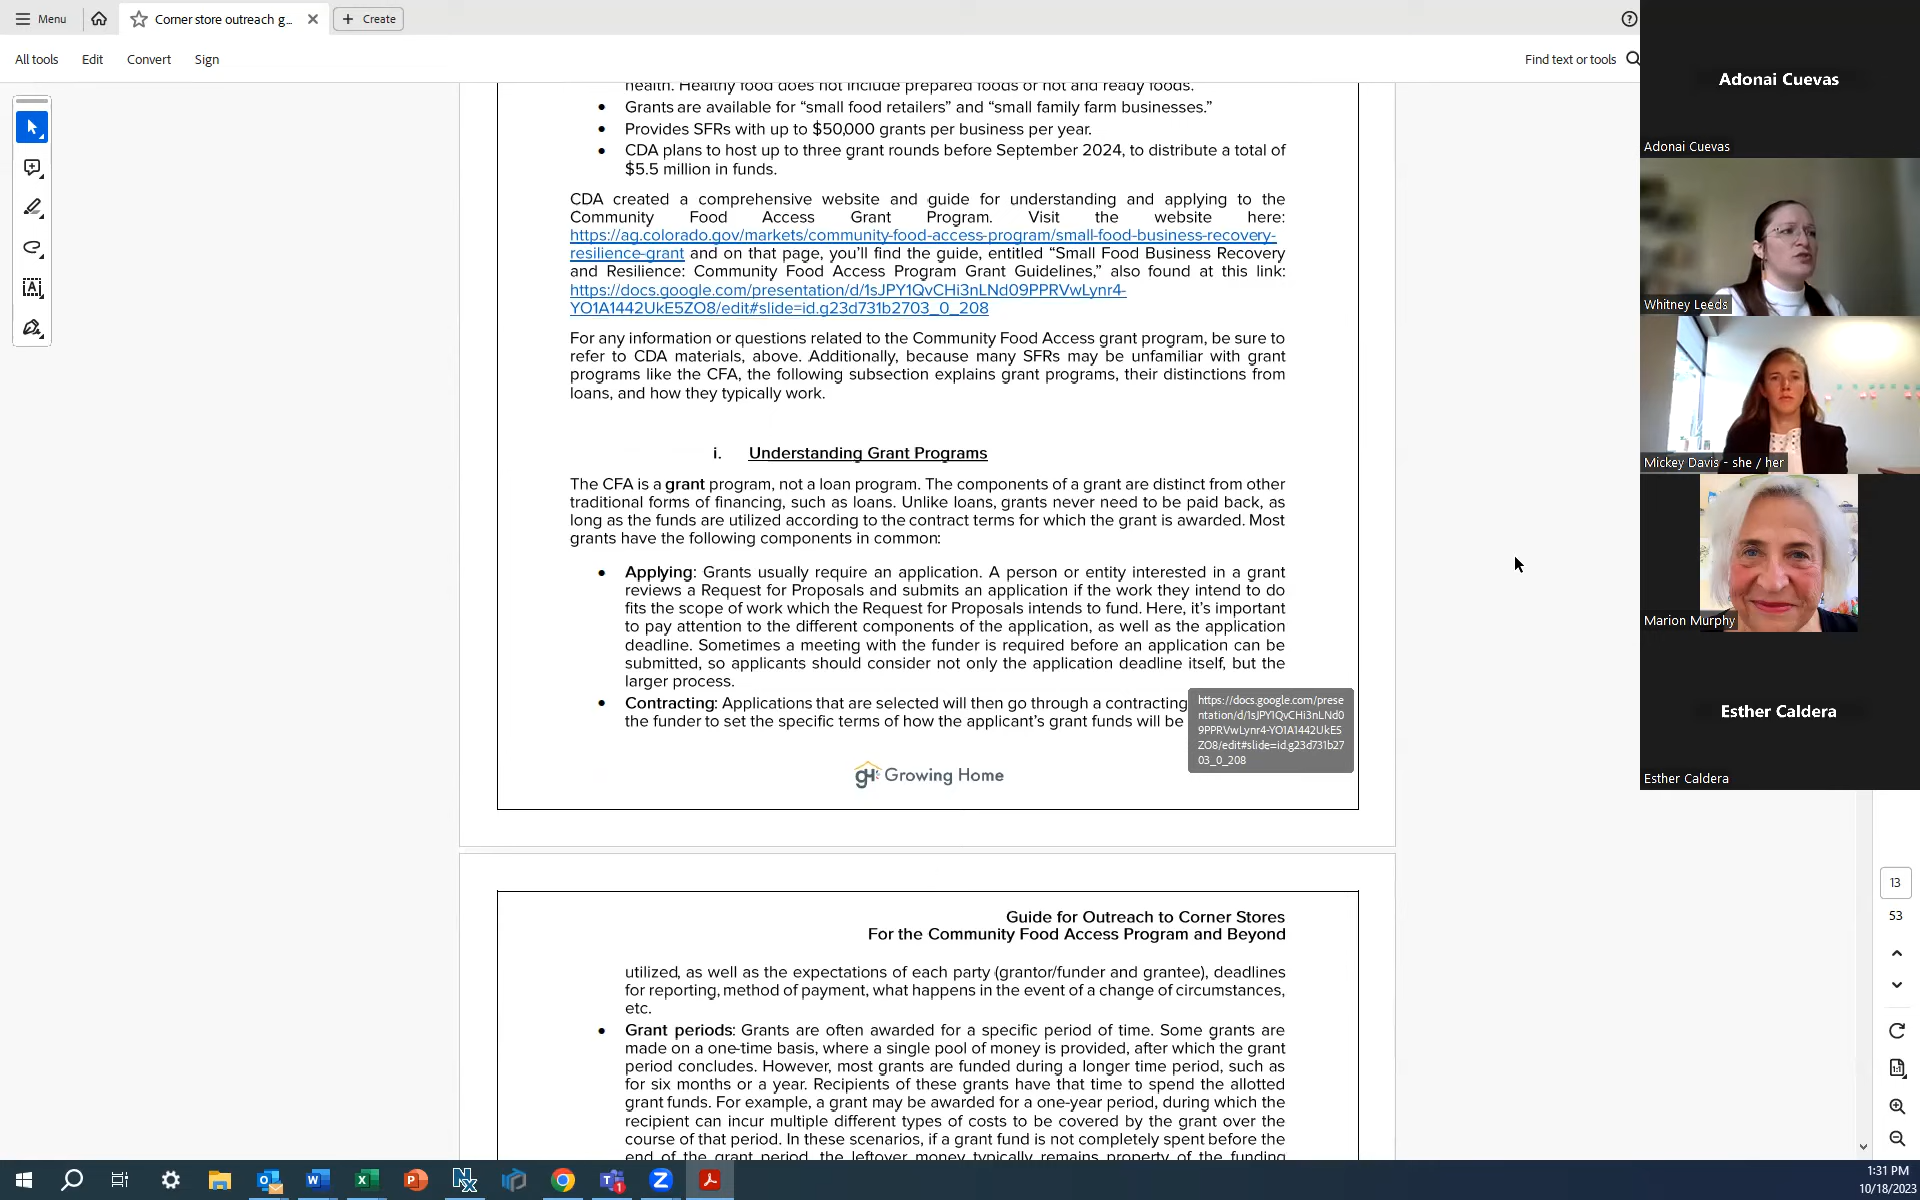 Menu
Corner store outreach g...
Create
All tools
Edit
Convert
Sign
Find text or tools
health. Healthy food does not include prepared foods or hot and ready foods.
• Grants are available for “small food retailers” and “small family farm businesses.”
• Provides SFRs with up to $50,000 grants per business per year.
• CDA plans to host up to three grant rounds before September 2024, to distribute a total of
$5.5 million in funds.
CDA created a comprehensive website and guide for understanding and applying to the
Community Food Access Grant Program. Visit the website here:
https://ag.colorado.gov/markets/community-food-access-program/small-food-business-recovery-
resilience-grant and on that page, you’ll find the guide, entitled “Small Food Business Recovery
and Resilience: Community Food Access Program Grant Guidelines,” also found at this link:
https://docs.google.com/presentation/d/1sJPY1QvCHi3nLNd09PPRVwLynr4-
YO1A1442UkE5ZO8/edit#slide=id.g23d731b2703_0_208
For any information or questions related to the Community Food Access grant program, be sure to
refer to CDA materials, above. Additionally, because many SFRs may be unfamiliar with grant
programs like the CFA, the following subsection explains grant programs, their distinctions from
loans, and how they typically work.
i. Understanding Grant Programs
The CFA is a grant program, not a loan program. The components of a grant are distinct from other
traditional forms of financing, such as loans. Unlike loans, grants never need to be paid back, as
long as the funds are utilized according to the contract terms for which the grant is awarded. Most
grants have the following components in common:
• Applying: Grants usually require an application. A person or entity interested in a grant
reviews a Request for Proposals and submits an application if the work they intend to do
fits the scope of work which the Request for Proposals intends to fund. Here, it’s important
to pay attention to the different components of the application, as well as the application
deadline. Sometimes a meeting with the funder is required before an application can be
submitted, so applicants should consider not only the application deadline itself, but the
larger process.
• Contracting: Applications that are selected will then go through a contracting
the funder to set the specific terms of how the applicant’s grant funds will be
https://docs.google.com/prese
ntation/d/1sJPY1QvCHi3nLNd0
9PPRVwLynr4-YO1A1442UkE5
ZO8/edit#slide=id.g23d731b27
03_0_208
gH Growing Home
Guide for Outreach to Corner Stores
For the Community Food Access Program and Beyond
utilized, as well as the expectations of each party (grantor/funder and grantee), deadlines
for reporting, method of payment, what happens in the event of a change of circumstances,
etc.
• Grant periods: Grants are often awarded for a specific period of time. Some grants are
made on a one-time basis, where a single pool of money is provided, after which the grant
period concludes. However, most grants are funded during a longer time period, such as
for six months or a year. Recipients of these grants have that time to spend the allotted
grant funds. For example, a grant may be awarded for a one-year period, during which the
recipient can incur multiple different types of costs to be covered by the grant over the
course of that period. In these scenarios, if a grant fund is not completely spent before the
end of the grant period, the leftover money typically remains property of the funding
Adonai Cuevas
Adonai Cuevas
Whitney Leeds
Mickey Davis - she / her
Marion Murphy
Esther Caldera
Esther Caldera
13
53
1:31 PM
10/18/2023